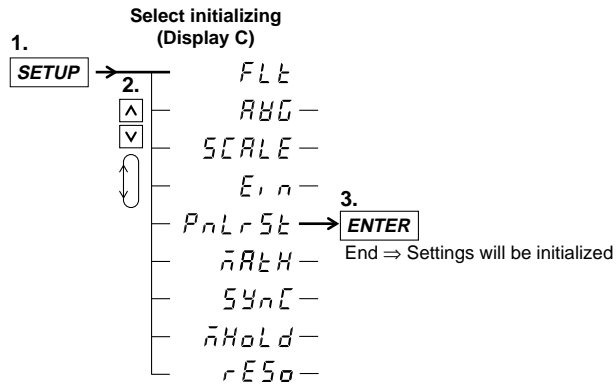 Select initializing
(Display C)
1.
SETUP
2.
FLt
AVG
SCALE
Ein
PnLrSt
3.
ENTER
End ⇒ Settings will be initialized
mAtH
SYnC
mHoLd
rESo